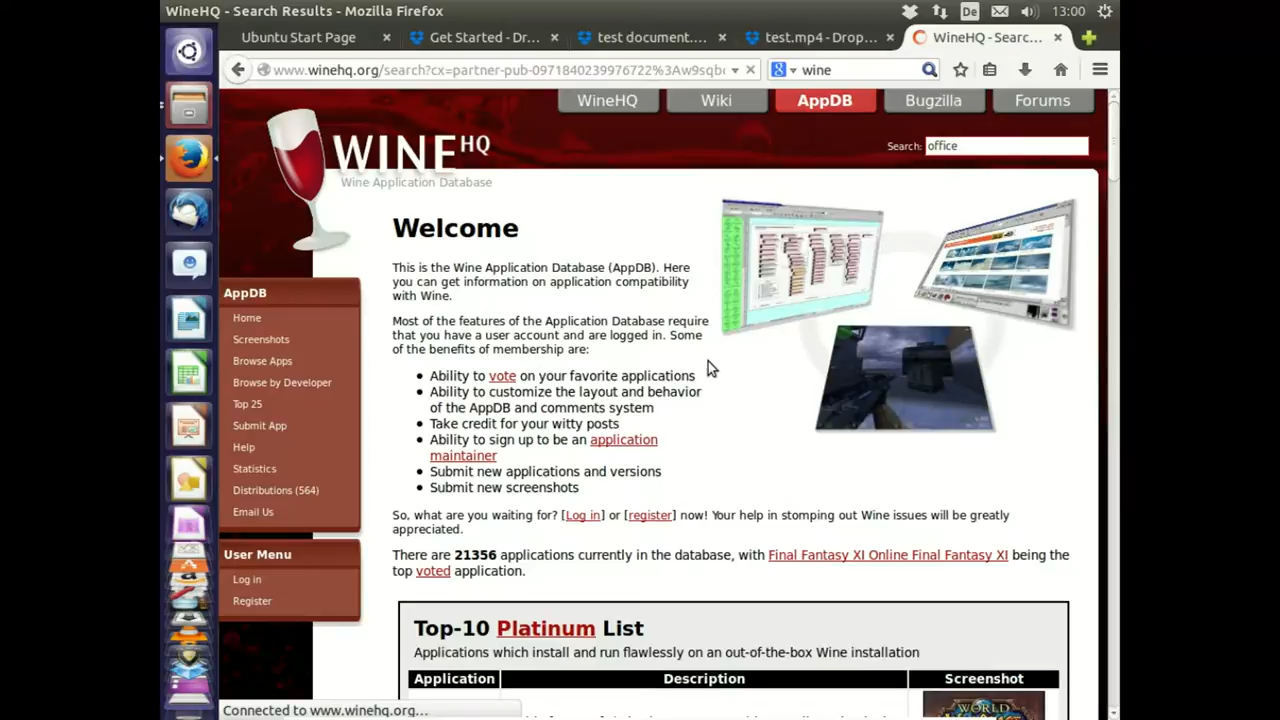 WineHQ - Search Results - Mozilla Firefox
De
13:00
Ubuntu Start Page
Get Started - Dr...
test document....
test.mp4 - Drop...
WineHQ - Searc...
www.winehq.org/search?cx=partner-pub-0971840239976722%3Aw9sqb
wine
WineHQ
Wiki
AppDB
Bugzilla
Forums
WINE HQ
Wine Application Database
Search: office
Welcome
This is the Wine Application Database (AppDB). Here
you can get information on application compatibility
with Wine.
Most of the features of the Application Database require
that you have a user account and are logged in. Some
of the benefits of membership are:
Ability to vote on your favorite applications
Ability to customize the layout and behavior
of the AppDB and comments system
Take credit for your witty posts
Ability to sign up to be an application
maintainer
Submit new applications and versions
Submit new screenshots
So, what are you waiting for? [Log in] or [register] now! Your help in stomping out Wine issues will be greatly
appreciated.
There are 21356 applications currently in the database, with Final Fantasy XI Online Final Fantasy XI being the
top voted application.
Top-10 Platinum List
Applications which install and run flawlessly on an out-of-the-box Wine installation
Application
Description
Screenshot
WORLD
AppDB
Home
Screenshots
Browse Apps
Browse by Developer
Top 25
Submit App
Help
Statistics
Distributions (564)
Email Us
User Menu
Log in
Register
Connected to www.winehq.org...